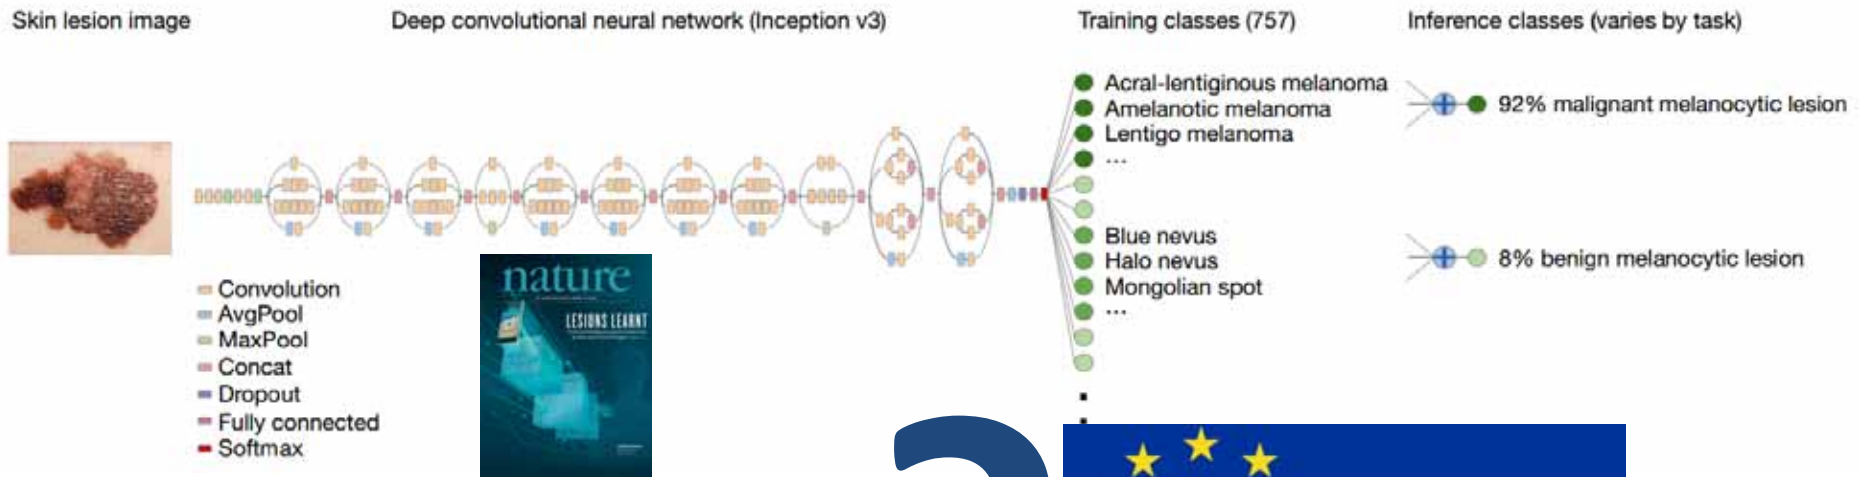 Skin lesion image
Deep convolutional neural network (Inception v3)
Training classes (757)
Inference classes (varies by task)
Acral-lentiginous melanoma
Amelanotic melanoma
Lentigo melanoma
...
Blue nevus
Halo nevus
Mongolian spot
...
92% malignant melanocytic lesion
8% benign melanocytic lesion
Convolution
AvgPool
MaxPool
Concat
Dropout
Fully connected
Softmax
nature
LESIONS LEARNT